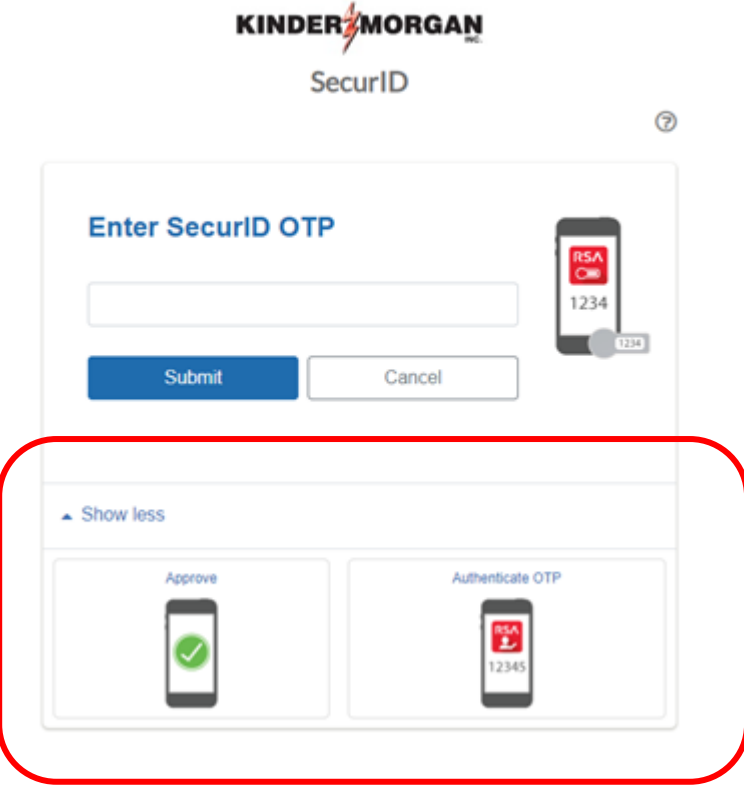 KINDER MORGAN
INC.
SecurID
?
Enter SecurID OTP
RSA
1234
1234
Submit Cancel
Show less
Approve Authenticate OTP
RSA
12345